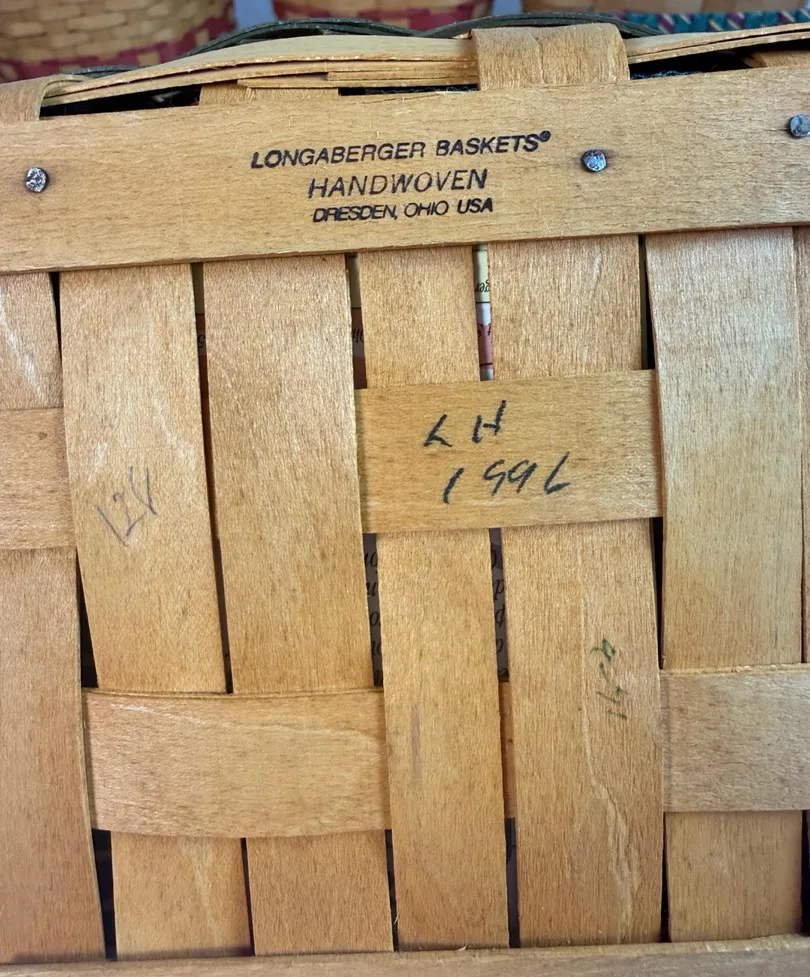 LONGABERGER BASKETS®
HANDWOVEN
DRESDEN, OHIO USA
LH
1996